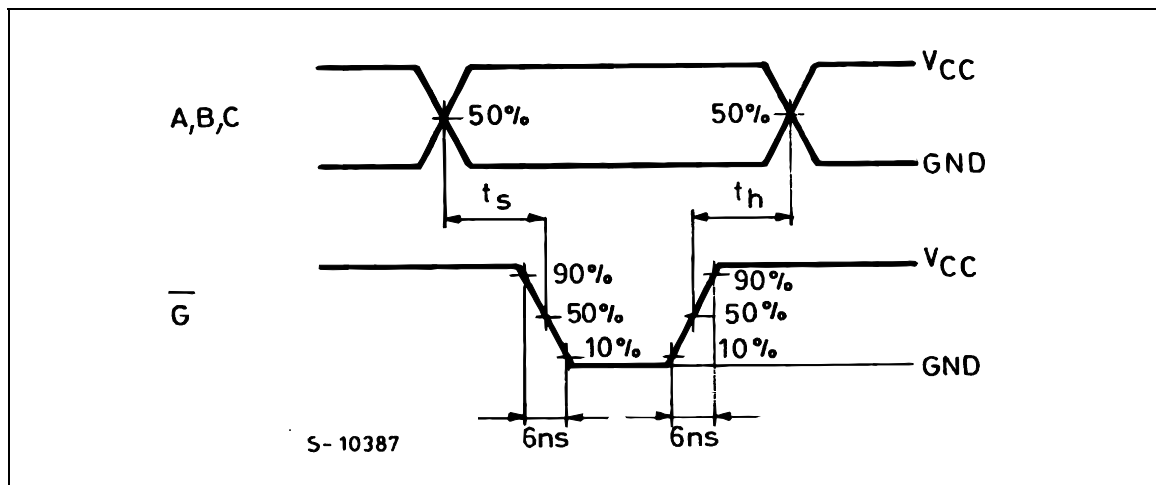 VCC
A,B,C
50%
50%
GND
ts
th
VCC
90%
90%
G̅
50%
50%
10%
10%
GND
6ns
6ns
S-10387